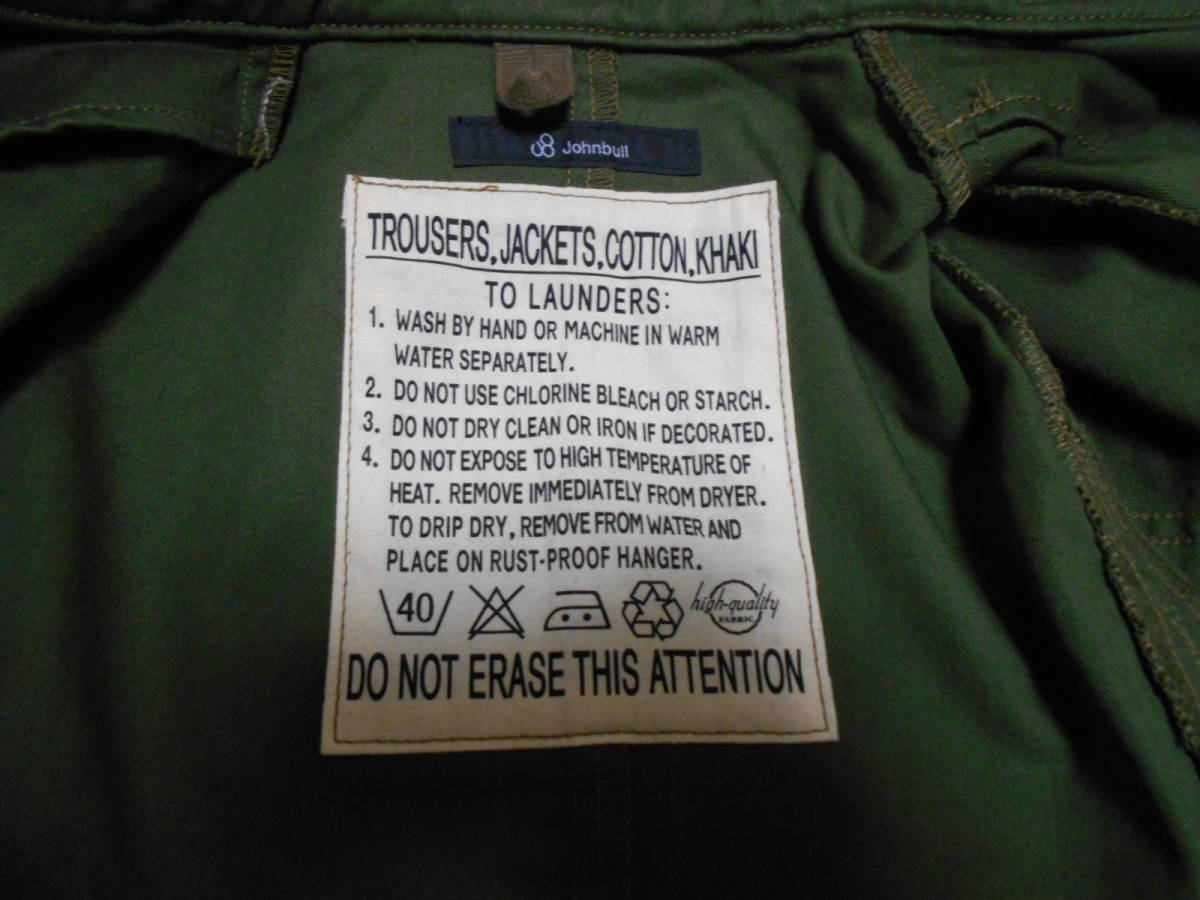 Johnbull
TROUSERS,JACKETS,COTTON,KHAKI
TO LAUNDERS:
1. WASH BY HAND OR MACHINE IN WARM
WATER SEPARATELY.
2. DO NOT USE CHLORINE BLEACH OR STARCH.
3. DO NOT DRY CLEAN OR IRON IF DECORATED.
4. DO NOT EXPOSE TO HIGH TEMPERATURE OF
HEAT. REMOVE IMMEDIATELY FROM DRYER.
TO DRIP DRY, REMOVE FROM WATER AND
PLACE ON RUST-PROOF HANGER.
40 high-quality
FABRIC
DO NOT ERASE THIS ATTENTION